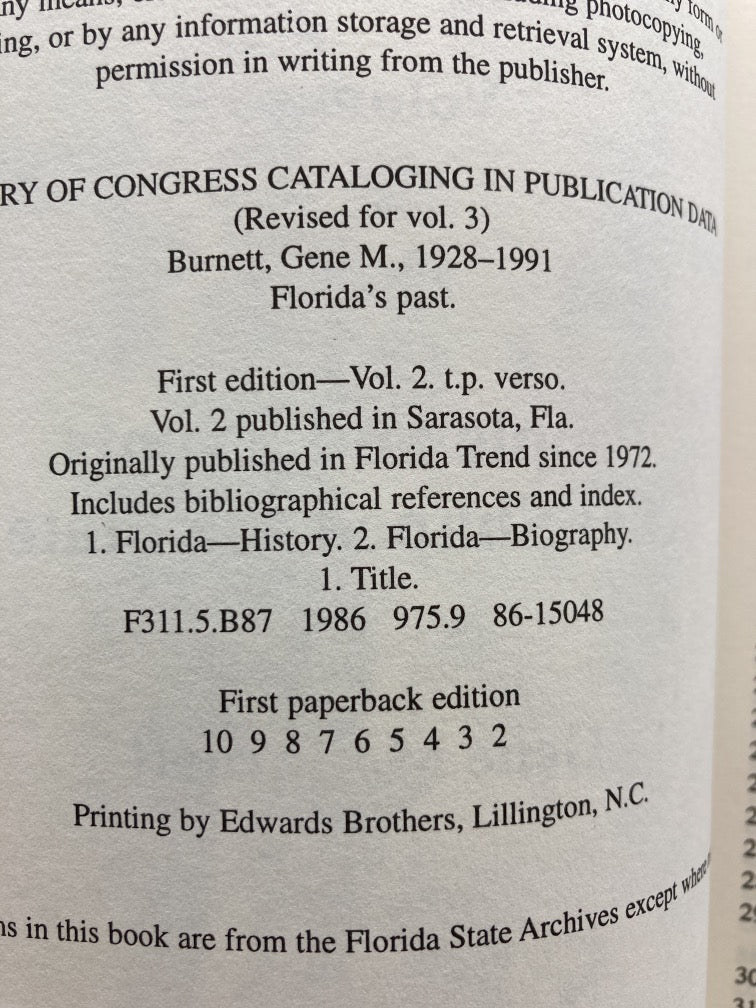 ny means,
ing, or by any information storage and retrieval system, without
photocopying,
permission in writing from the publisher.
RY OF CONGRESS CATALOGING IN PUBLICATION DATA
(Revised for vol. 3)
Burnett, Gene M., 1928–1991
Florida's past.
First edition—Vol. 2. t.p. verso.
Vol. 2 published in Sarasota, Fla.
Originally published in Florida Trend since 1972.
Includes bibliographical references and index.
1. Florida—History. 2. Florida—Biography.
1. Title.
F311.5.B87 1986 975.9 86-15048
First paperback edition
10 9 8 7 6 5 4 3 2
Printing by Edwards Brothers, Lillington, N.C.
ns in this book are from the Florida State Archives except where